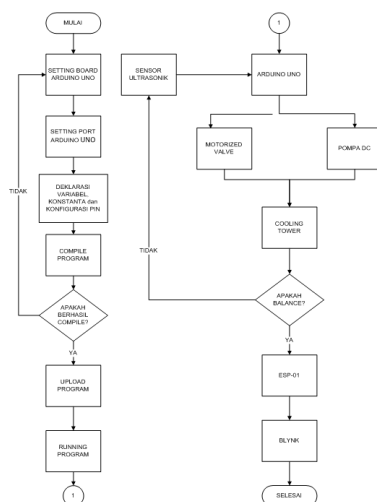 MULAI
SETTING BOARD
ARDUINO UNO
SETTING PORT
ARDUINO UNO
TIDAK
DEKLARASI
VARIABEL,
KONSTANTA dan
KONFIGURASI PIN
COMPILE
PROGRAM
APAKAH
BERHASIL
COMPILE?
YA
UPLOAD
PROGRAM
RUNNING
PROGRAM
1
1
SENSOR
ULTRASONIK
ARDUINO UNO
MOTORIZED
VALVE
POMPA DC
COOLING
TOWER
TIDAK
APAKAH
BALANCE?
YA
ESP-01
BLYNK
SELESAI